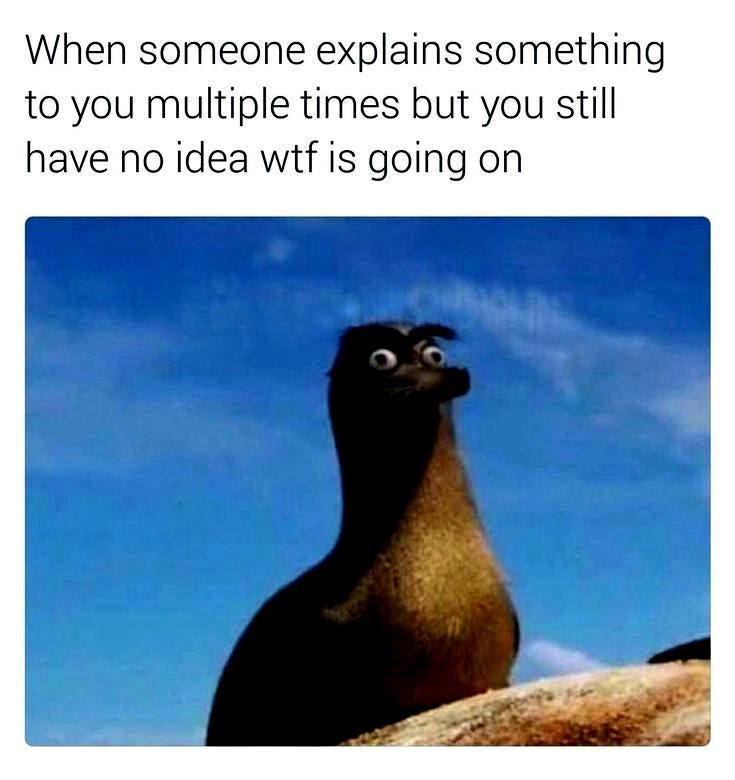 When someone explains something
to you multiple times but you still
have no idea wtf is going on